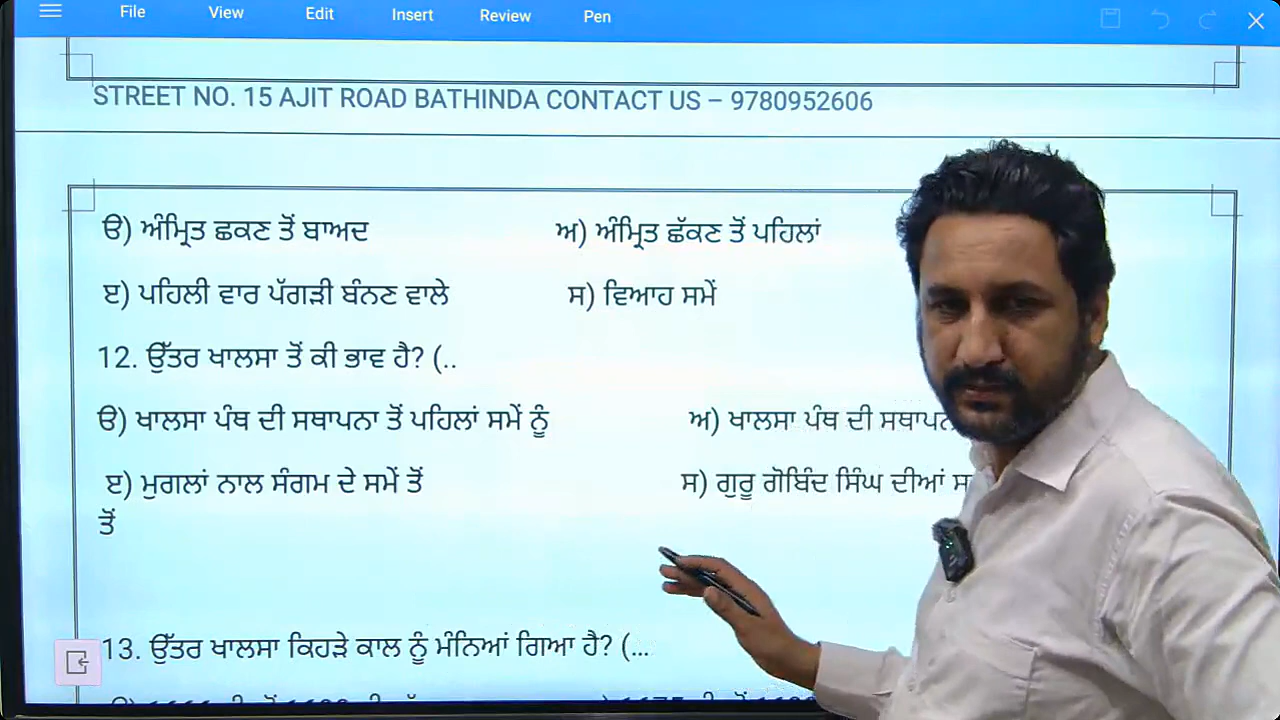 File View Edit Insert Review Pen
STREET NO. 15 AJIT ROAD BATHINDA CONTACT US – 9780952606
ੳ) ਅੰਮ੍ਰਿਤ ਛਕਣ ਤੋਂ ਬਾਅਦ ਅ) ਅੰਮ੍ਰਿਤ ਛੱਕਣ ਤੋਂ ਪਹਿਲਾਂ
ੲ) ਪਹਿਲੀ ਵਾਰ ਪੱਗੜੀ ਬੰਨਣ ਵਾਲੇ ਸ) ਵਿਆਹ ਸਮੇਂ
12. ਉੱਤਰ ਖਾਲਸਾ ਤੋਂ ਕੀ ਭਾਵ ਹੈ? (..
ੳ) ਖਾਲਸਾ ਪੰਥ ਦੀ ਸਥਾਪਨਾ ਤੋਂ ਪਹਿਲਾਂ ਸਮੇਂ ਨੂੰ ਅ) ਖਾਲਸਾ ਪੰਥ ਦੀ
ੲ) ਮੁਗਲਾਂ ਨਾਲ ਸੰਗਮ ਦੇ ਸਮੇਂ ਤੋਂ ਸ) ਗੁਰੂ ਗੋਬਿੰਦ ਸਿੰਘ ਦੀਆਂ
ਤੋਂ
13. ਉੱਤਰ ਖਾਲਸਾ ਕਿਹੜੇ ਕਾਲ ਨੂੰ ਮੰਨਿਆਂ ਗਿਆ ਹੈ? (...